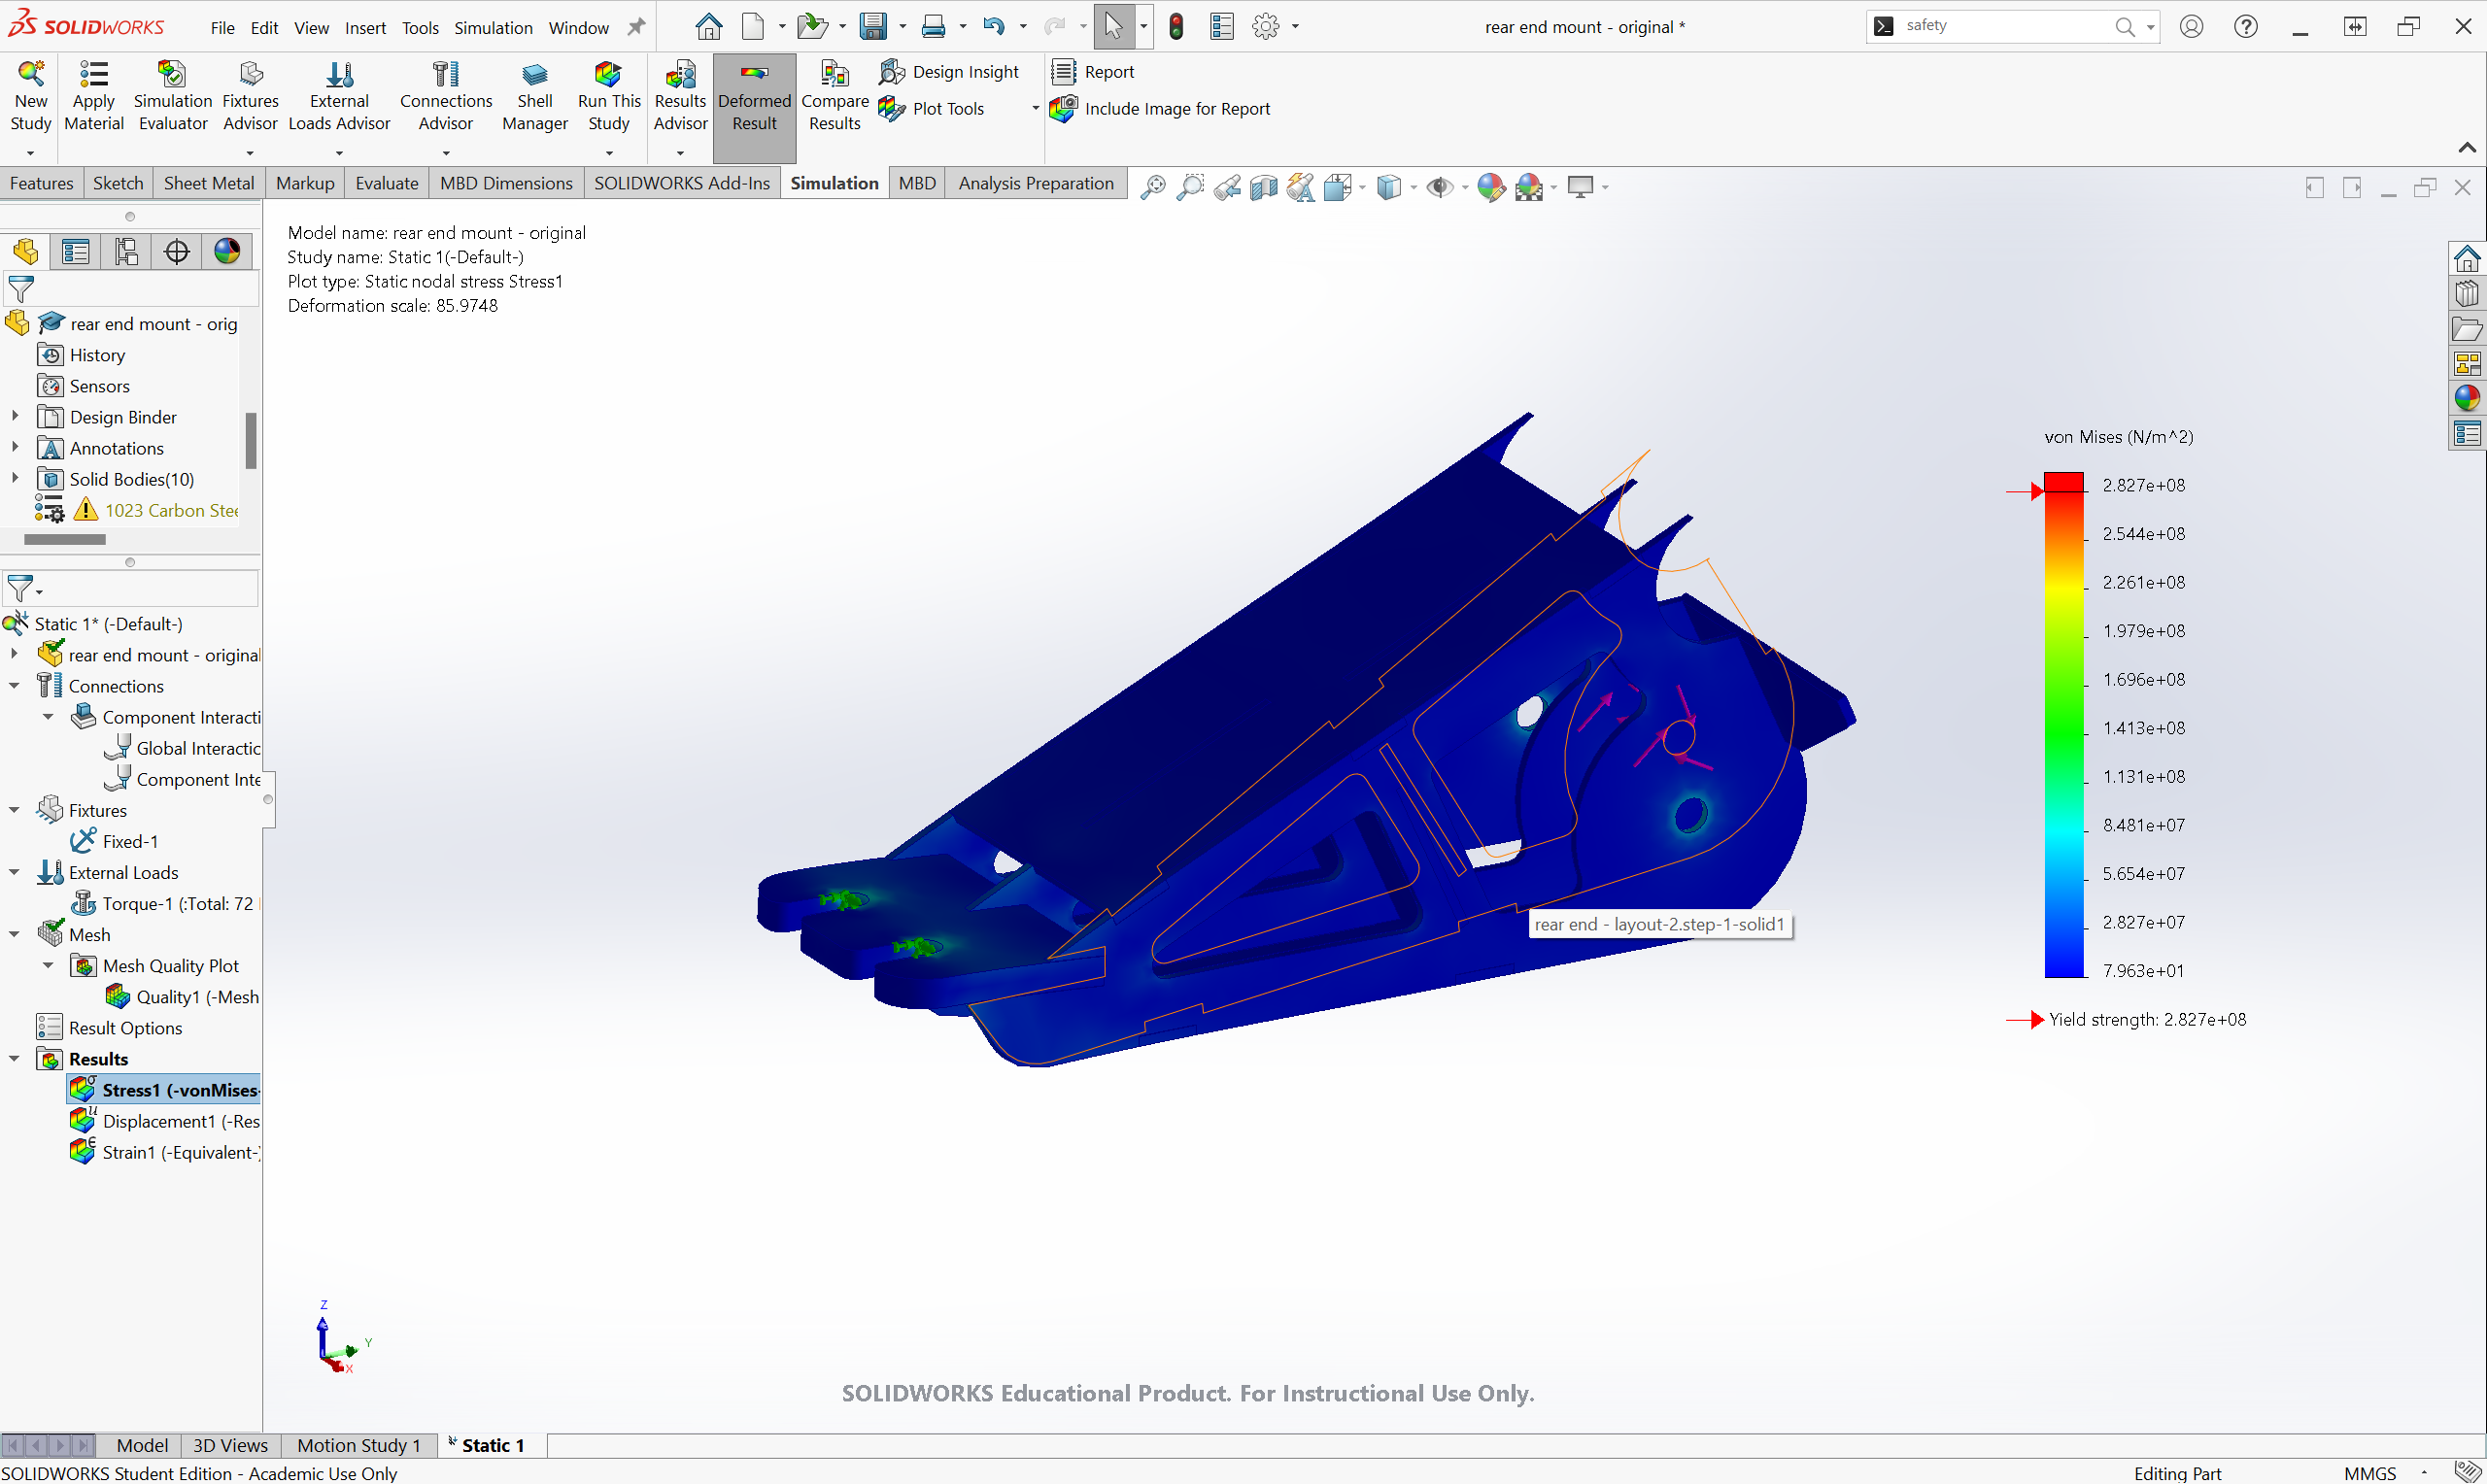 SOLIDWORKS
File Edit View Insert Tools Simulation Window
rear end mount - original *
safety
New Study
Apply Material
Simulation Evaluator
Fixtures Advisor
External Loads Advisor
Connections Advisor
Shell Manager
Run This Study
Results Advisor
Deformed Result
Compare Results
Design Insight
Plot Tools
Report
Include Image for Report
Features Sketch Sheet Metal Markup Evaluate MBD Dimensions SOLIDWORKS Add-Ins Simulation MBD Analysis Preparation
Model name: rear end mount - original
Study name: Static 1(-Default-)
Plot type: Static nodal stress Stress1
Deformation scale: 85.9748
rear end mount - orig
History
Sensors
Design Binder
Annotations
Solid Bodies(10)
1023 Carbon Stee
Static 1* (-Default-)
rear end mount - original
Connections
Component Interacti
Global Interactic
Component Inte
Fixtures
Fixed-1
External Loads
Torque-1 (:Total: 72
Mesh
Mesh Quality Plot
Quality1 (-Mesh
Result Options
Results
Stress1 (-vonMises-
Displacement1 (-Res
Strain1 (-Equivalent-)
von Mises (N/m^2)
2.827e+08
2.544e+08
2.261e+08
1.979e+08
1.696e+08
1.413e+08
1.131e+08
8.481e+07
5.654e+07
2.827e+07
7.963e+01
Yield strength: 2.827e+08
rear end - layout-2.step-1-solid1
Z
Y
X
SOLIDWORKS Educational Product. For Instructional Use Only.
Model 3D Views Motion Study 1 Static 1
SOLIDWORKS Student Edition - Academic Use Only
Editing Part
MMGS